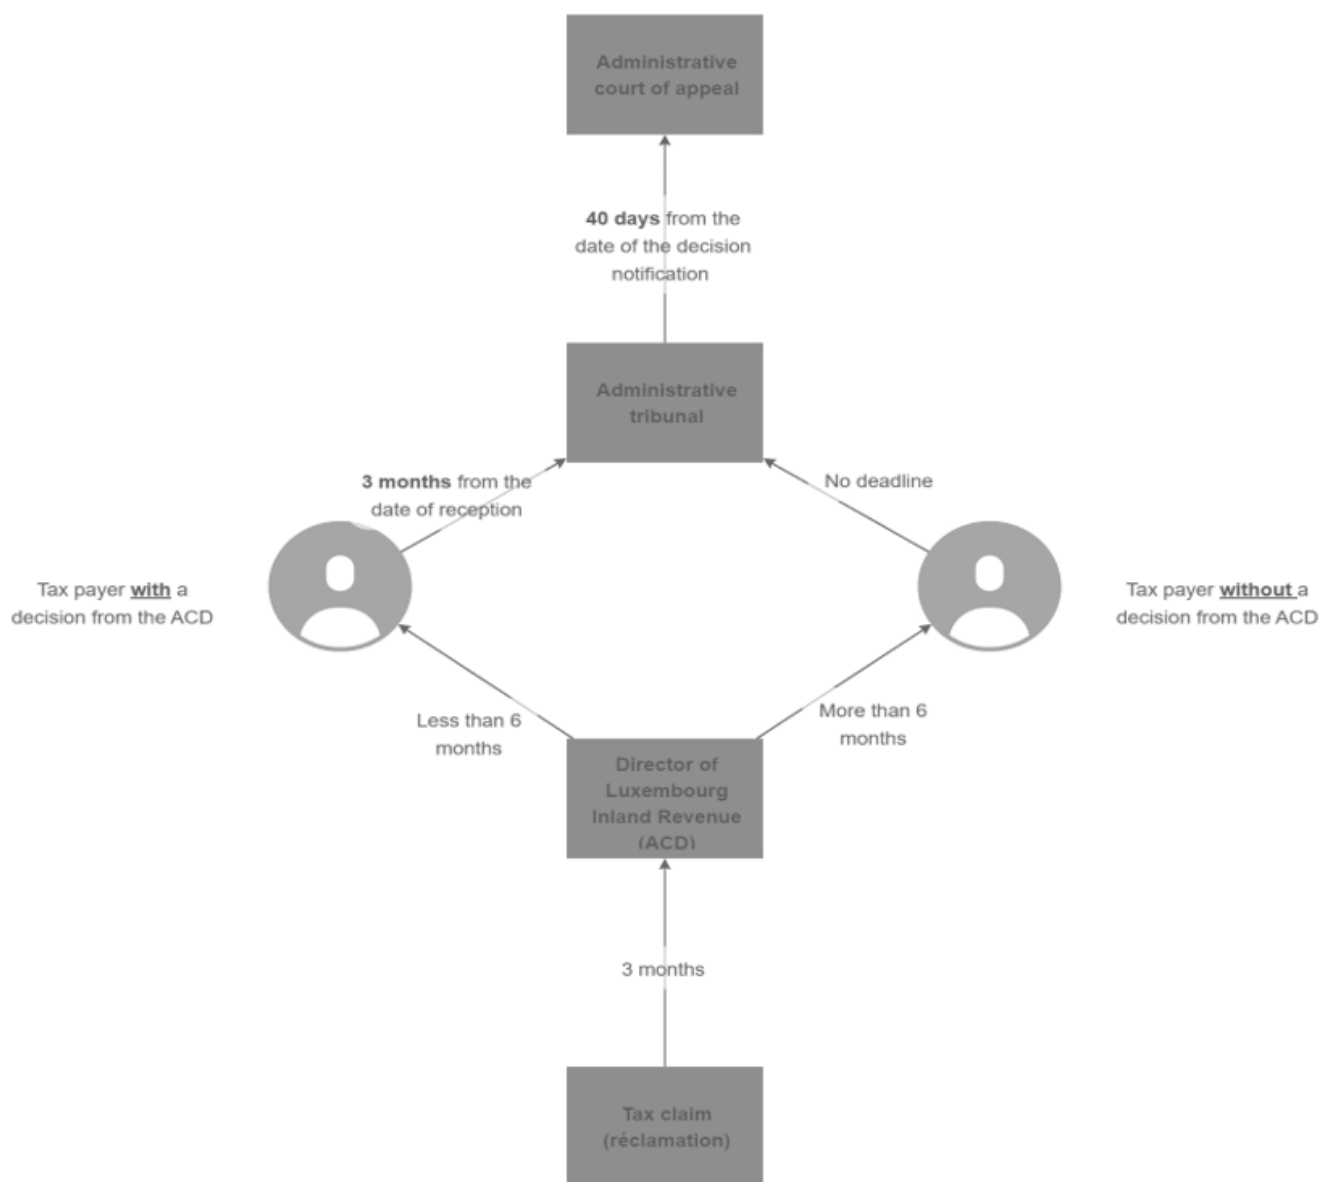 Administrative
court of appeal
40 days from the
date of the decision
notification
Administrative
tribunal
3 months from the
date of reception
No deadline
Tax payer with a
decision from the ACD
Tax payer without a
decision from the ACD
Less than 6
months
More than 6
months
Director of
Luxembourg
Inland Revenue
(ACD)
3 months
Tax claim
(réclamation)